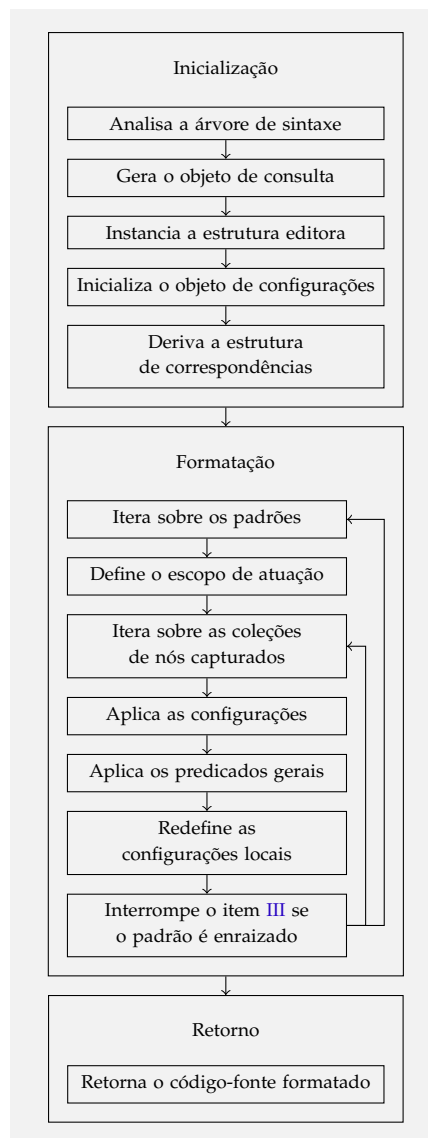 Inicialização
Analisa a árvore de sintaxe
Gera o objeto de consulta
Instancia a estrutura editora
Inicializa o objeto de configurações
Deriva a estrutura
de correspondências
Formatação
Itera sobre os padrões
Define o escopo de atuação
Itera sobre as coleções
de nós capturados
Aplica as configurações
Aplica os predicados gerais
Redefine as
configurações locais
Interrompe o item III se
o padrão é enraizado
Retorno
Retorna o código-fonte formatado